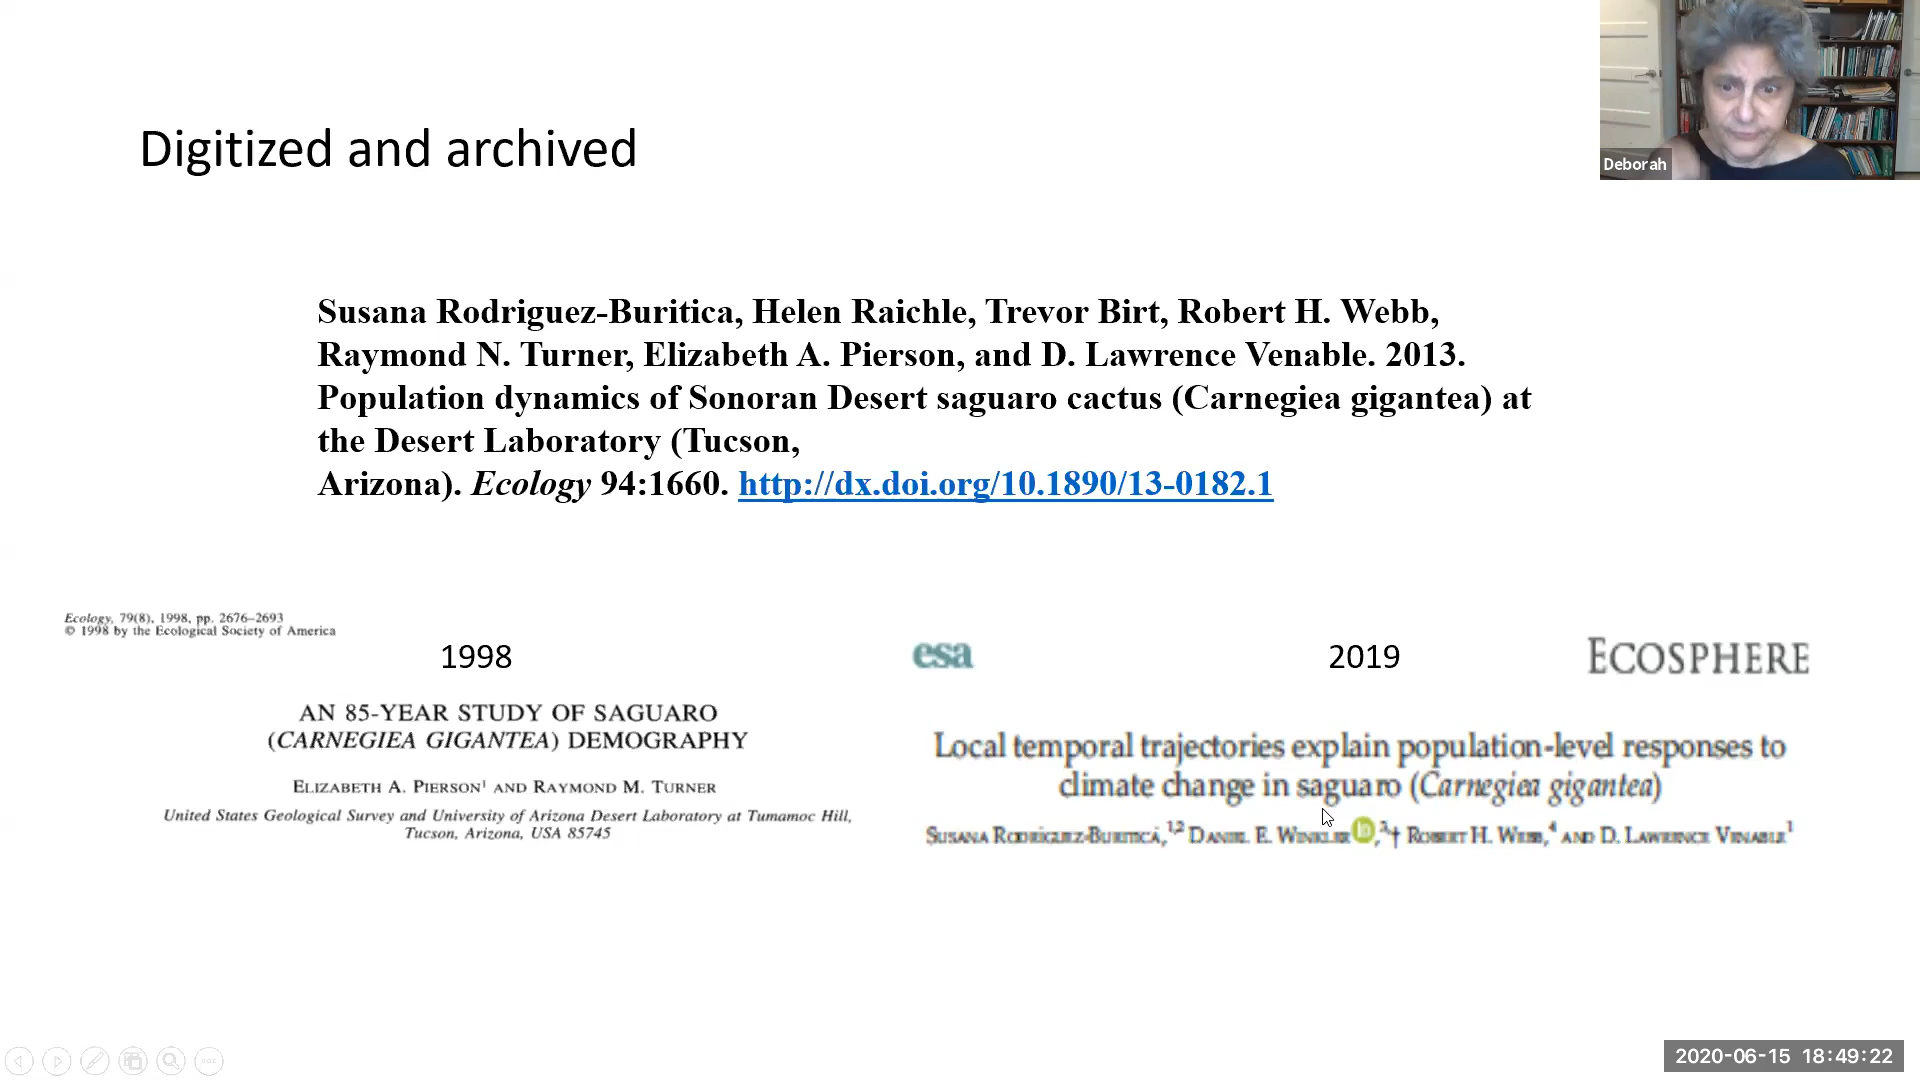 Deborah
Digitized and archived
Susana Rodriguez-Buritica, Helen Raichle, Trevor Birt, Robert H. Webb,
Raymond N. Turner, Elizabeth A. Pierson, and D. Lawrence Venable. 2013.
Population dynamics of Sonoran Desert saguaro cactus (Carnegiea gigantea) at
the Desert Laboratory (Tucson,
Arizona). Ecology 94:1660. http://dx.doi.org/10.1890/13-0182.1
Ecology, 79(8), 1998, pp. 2676–2693
© 1998 by the Ecological Society of America
1998
AN 85-YEAR STUDY OF SAGUARO
(CARNEGIEA GIGANTEA) DEMOGRAPHY
ELIZABETH A. PIERSON¹ AND RAYMOND M. TURNER
United States Geological Survey and University of Arizona Desert Laboratory at Tumamoc Hill,
Tucson, Arizona, USA 85745
esa
2019
ECOSPHERE
Local temporal trajectories explain population-level responses to
climate change in saguaro (Carnegiea gigantea)
SUSANA RODRÍGUEZ-BURITICÁ,¹,² DANIEL E. WINKLER iD,³,† ROBERT H. WEBB,⁴ AND D. LAWRENCE VENABLE¹
2020-06-15 18:49:22